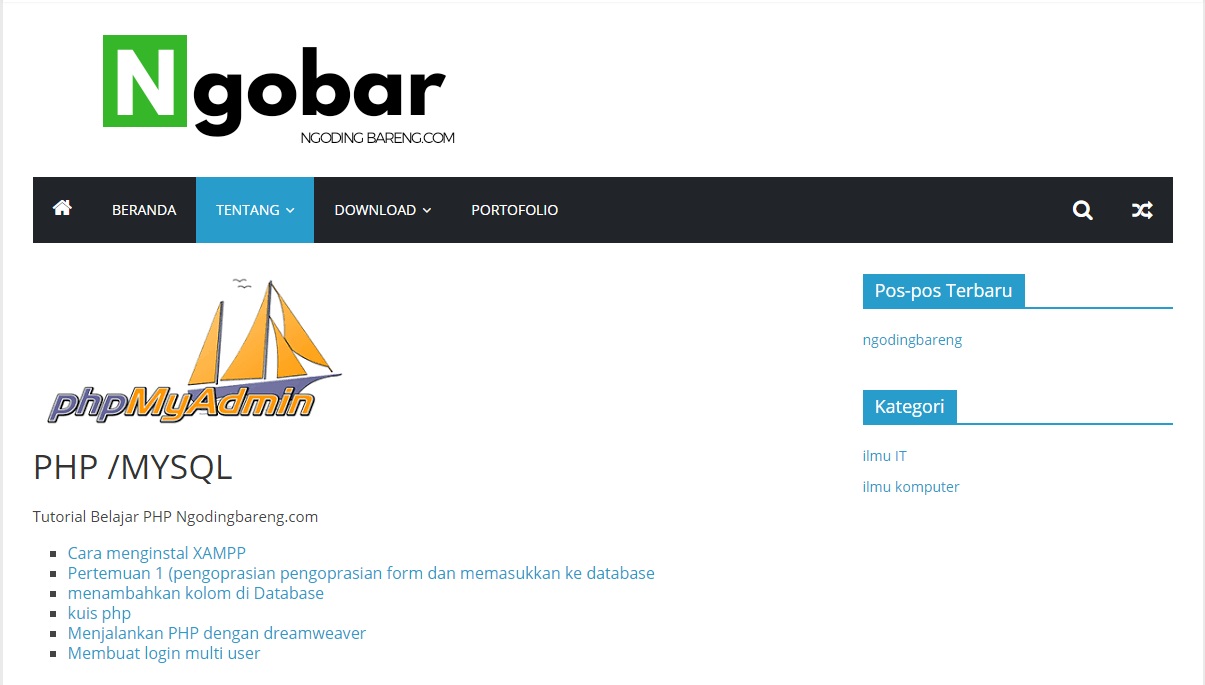 Ngobar
NGODING BARENG.COM
BERANDA TENTANG DOWNLOAD PORTOFOLIO
phpMyAdmin
PHP /MYSQL
Tutorial Belajar PHP Ngodingbareng.com
Cara menginstal XAMPP
Pertemuan 1 (pengoprasian pengoprasian form dan memasukkan ke database
menambahkan kolom di Database
kuis php
Menjalankan PHP dengan dreamweaver
Membuat login multi user
Pos-pos Terbaru
ngodingbareng
Kategori
ilmu IT
ilmu komputer